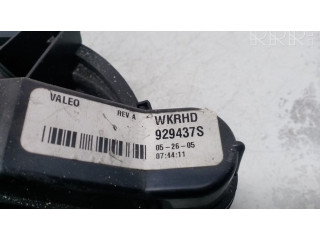 VALEO
REV A
WKRHD
929437S
05-26-05
07:44:11